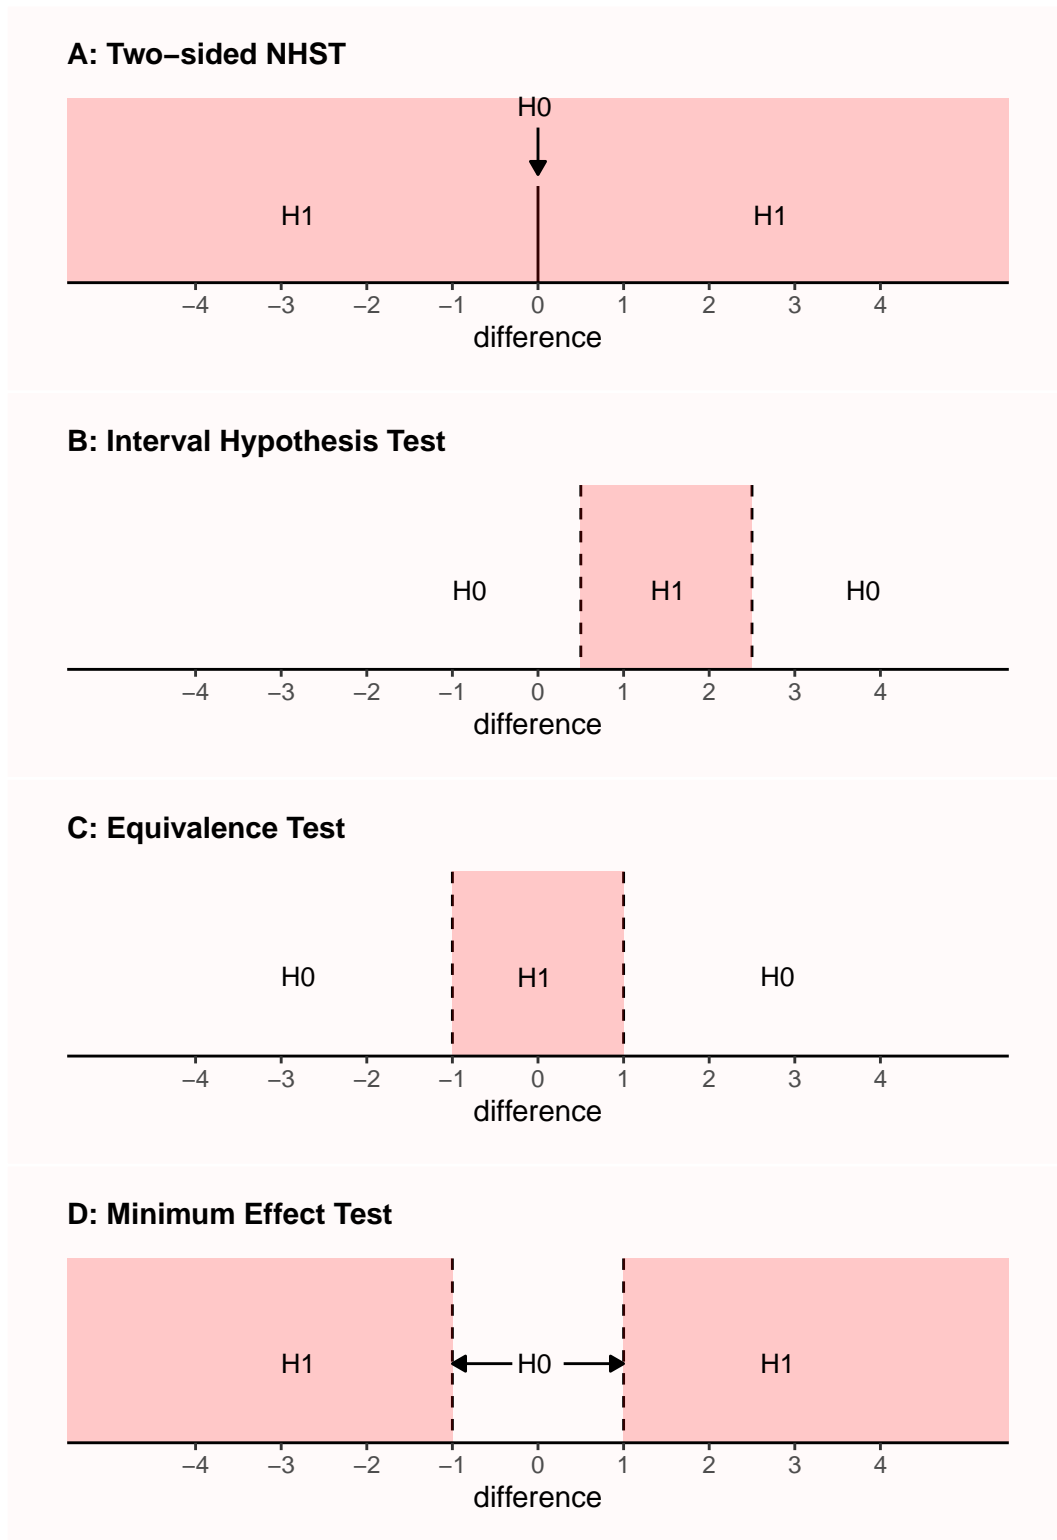 A: Two−sided NHST
H0
H1 H1
−4 −3 −2 −1 0 1 2 3 4
difference
B: Interval Hypothesis Test
H0 H1 H0
−4 −3 −2 −1 0 1 2 3 4
difference
C: Equivalence Test
H0 H1 H0
−4 −3 −2 −1 0 1 2 3 4
difference
D: Minimum Effect Test
H1 H0 H1
−4 −3 −2 −1 0 1 2 3 4
difference